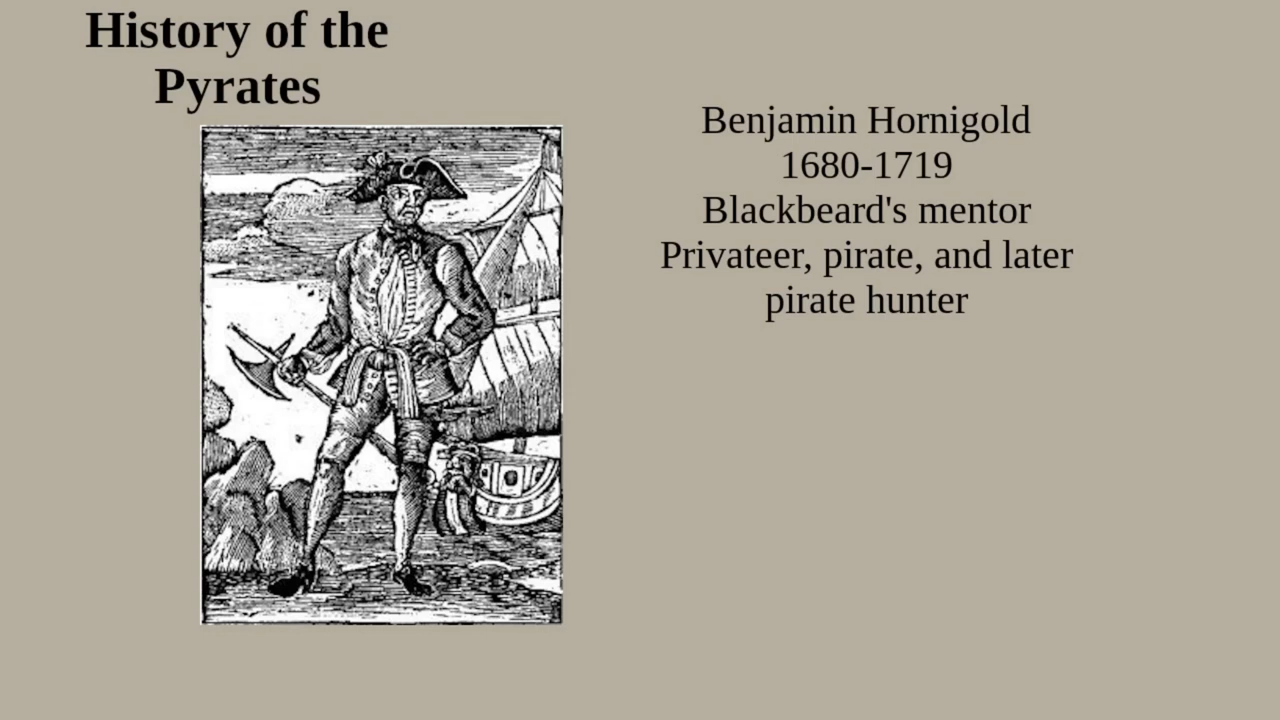 History of the
Pyrates
Benjamin Hornigold
1680-1719
Blackbeard's mentor
Privateer, pirate, and later
pirate hunter